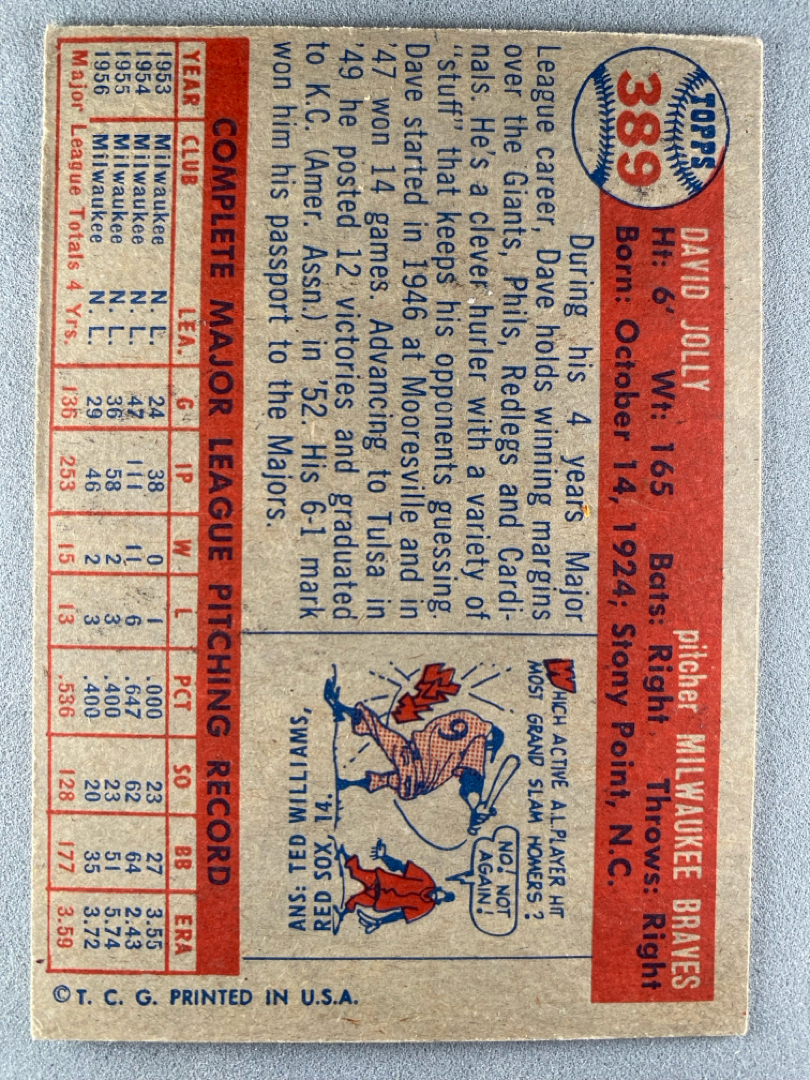 TOPPS
389
DAVID JOLLY
pitcher MILWAUKEE BRAVES
Ht: 6' Wt: 165 Bats: Right Throws: Right
Born: October 14, 1924; Stony Point, N.C.
During his 4 years Major
League career, Dave holds winning margins
over the Giants, Phils, Redlegs and Cardi-
nals. He's a clever hurler with a variety of
"stuff" that keeps his opponents guessing.
Dave started in 1946 at Mooresville and in
'47 won 14 games. Advancing to Tulsa in
'49 he posted 12 victories and graduated
to K.C. (Amer. Assn.) in '52. His 6-1 mark
won him his passport to the Majors.
WHICH ACTIVE A.L. PLAYER HIT
MOST GRAND SLAM HOMERS?
NO! NOT
AGAIN!
9
ANS: TED WILLIAMS,
RED SOX, 14.
COMPLETE MAJOR LEAGUE PITCHING RECORD
YEAR CLUB LEA. G IP W L PCT SO BB ERA
1953 Milwaukee N. L. 24 38 0 1 .000 23 27 3.55
1954 Milwaukee N. L. 47 111 11 6 .647 62 64 2.43
1955 Milwaukee N. L. 36 58 2 3 .400 23 51 5.74
1956 Milwaukee N. L. 29 46 2 3 .400 20 35 3.72
Major League Totals 4 Yrs. 136 253 15 13 .536 128 177 3.59
© T. C. G. PRINTED IN U.S.A.